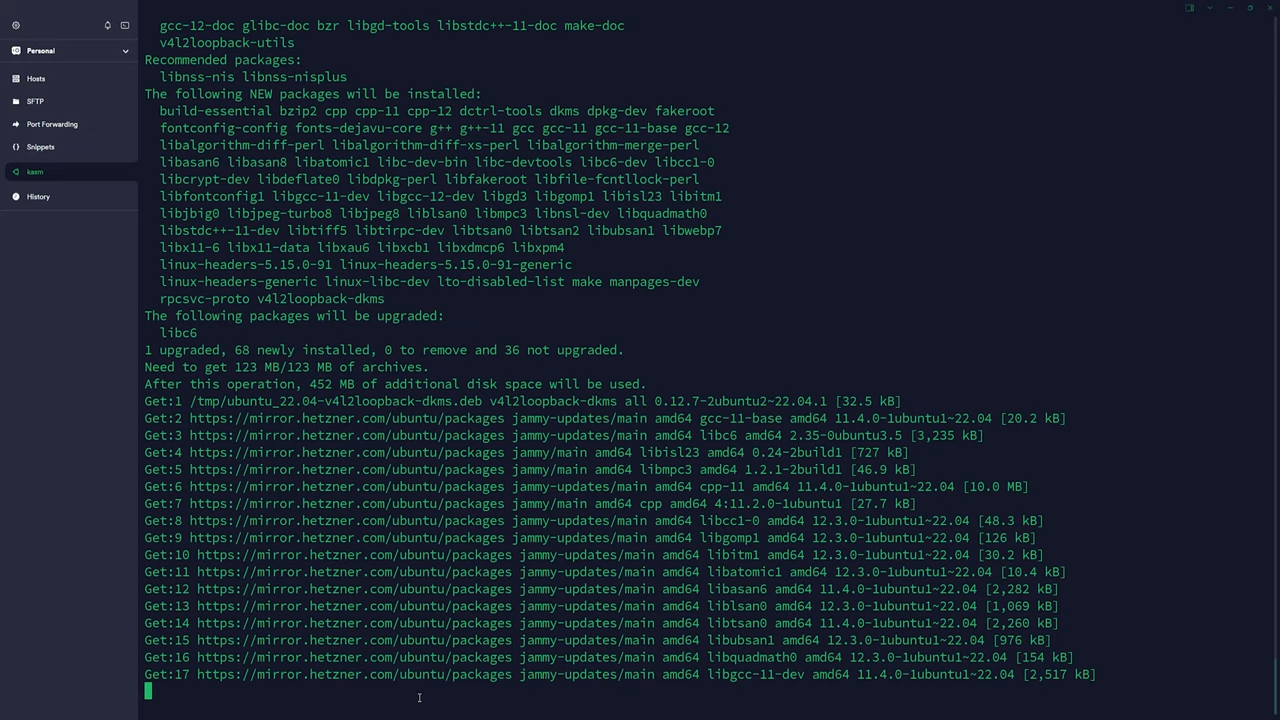 Personal
Hosts
SFTP
Port Forwarding
Snippets
kasm
History
gcc-12-doc glibc-doc bzr libgd-tools libstdc++-11-doc make-doc
v4l2loopback-utils
Recommended packages:
libnss-nis libnss-nisplus
The following NEW packages will be installed:
build-essential bzip2 cpp cpp-11 cpp-12 dctrl-tools dkms dpkg-dev fakeroot
fontconfig-config fonts-dejavu-core g++ g++-11 gcc gcc-11 gcc-11-base gcc-12
libalgorithm-diff-perl libalgorithm-diff-xs-perl libalgorithm-merge-perl
libasan6 libasan8 libatomic1 libc-dev-bin libc-devtools libc6-dev libcc1-0
libcrypt-dev libdeflate0 libdpkg-perl libfakeroot libfile-fcntllock-perl
libfontconfig1 libgcc-11-dev libgcc-12-dev libgd3 libgomp1 libisl23 libitm1
libjbig0 libjpeg-turbo8 libjpeg8 liblsan0 libmpc3 libnsl-dev libquadmath0
libstdc++-11-dev libtiff5 libtirpc-dev libtsan0 libtsan2 libubsan1 libwebp7
libx11-6 libx11-data libxau6 libxcb1 libxdmcp6 libxpm4
linux-headers-5.15.0-91 linux-headers-5.15.0-91-generic
linux-headers-generic linux-libc-dev lto-disabled-list make manpages-dev
rpcsvc-proto v4l2loopback-dkms
The following packages will be upgraded:
libc6
1 upgraded, 68 newly installed, 0 to remove and 36 not upgraded.
Need to get 123 MB/123 MB of archives.
After this operation, 452 MB of additional disk space will be used.
Get:1 /tmp/ubuntu_22.04-v4l2loopback-dkms.deb v4l2loopback-dkms all 0.12.7-2ubuntu2~22.04.1 [32.5 kB]
Get:2 https://mirror.hetzner.com/ubuntu/packages jammy-updates/main amd64 gcc-11-base amd64 11.4.0-1ubuntu1~22.04 [20.2 kB]
Get:3 https://mirror.hetzner.com/ubuntu/packages jammy-updates/main amd64 libc6 amd64 2.35-0ubuntu3.5 [3,235 kB]
Get:4 https://mirror.hetzner.com/ubuntu/packages jammy/main amd64 libisl23 amd64 0.24-2build1 [727 kB]
Get:5 https://mirror.hetzner.com/ubuntu/packages jammy/main amd64 libmpc3 amd64 1.2.1-2build1 [46.9 kB]
Get:6 https://mirror.hetzner.com/ubuntu/packages jammy-updates/main amd64 cpp-11 amd64 11.4.0-1ubuntu1~22.04 [10.0 MB]
Get:7 https://mirror.hetzner.com/ubuntu/packages jammy/main amd64 cpp amd64 4:11.2.0-1ubuntu1 [27.7 kB]
Get:8 https://mirror.hetzner.com/ubuntu/packages jammy-updates/main amd64 libcc1-0 amd64 12.3.0-1ubuntu1~22.04 [48.3 kB]
Get:9 https://mirror.hetzner.com/ubuntu/packages jammy-updates/main amd64 libgomp1 amd64 12.3.0-1ubuntu1~22.04 [126 kB]
Get:10 https://mirror.hetzner.com/ubuntu/packages jammy-updates/main amd64 libitm1 amd64 12.3.0-1ubuntu1~22.04 [30.2 kB]
Get:11 https://mirror.hetzner.com/ubuntu/packages jammy-updates/main amd64 libatomic1 amd64 12.3.0-1ubuntu1~22.04 [10.4 kB]
Get:12 https://mirror.hetzner.com/ubuntu/packages jammy-updates/main amd64 libasan6 amd64 11.4.0-1ubuntu1~22.04 [2,282 kB]
Get:13 https://mirror.hetzner.com/ubuntu/packages jammy-updates/main amd64 liblsan0 amd64 12.3.0-1ubuntu1~22.04 [1,069 kB]
Get:14 https://mirror.hetzner.com/ubuntu/packages jammy-updates/main amd64 libtsan0 amd64 11.4.0-1ubuntu1~22.04 [2,260 kB]
Get:15 https://mirror.hetzner.com/ubuntu/packages jammy-updates/main amd64 libubsan1 amd64 12.3.0-1ubuntu1~22.04 [976 kB]
Get:16 https://mirror.hetzner.com/ubuntu/packages jammy-updates/main amd64 libquadmath0 amd64 12.3.0-1ubuntu1~22.04 [154 kB]
Get:17 https://mirror.hetzner.com/ubuntu/packages jammy-updates/main amd64 libgcc-11-dev amd64 11.4.0-1ubuntu1~22.04 [2,517 kB]